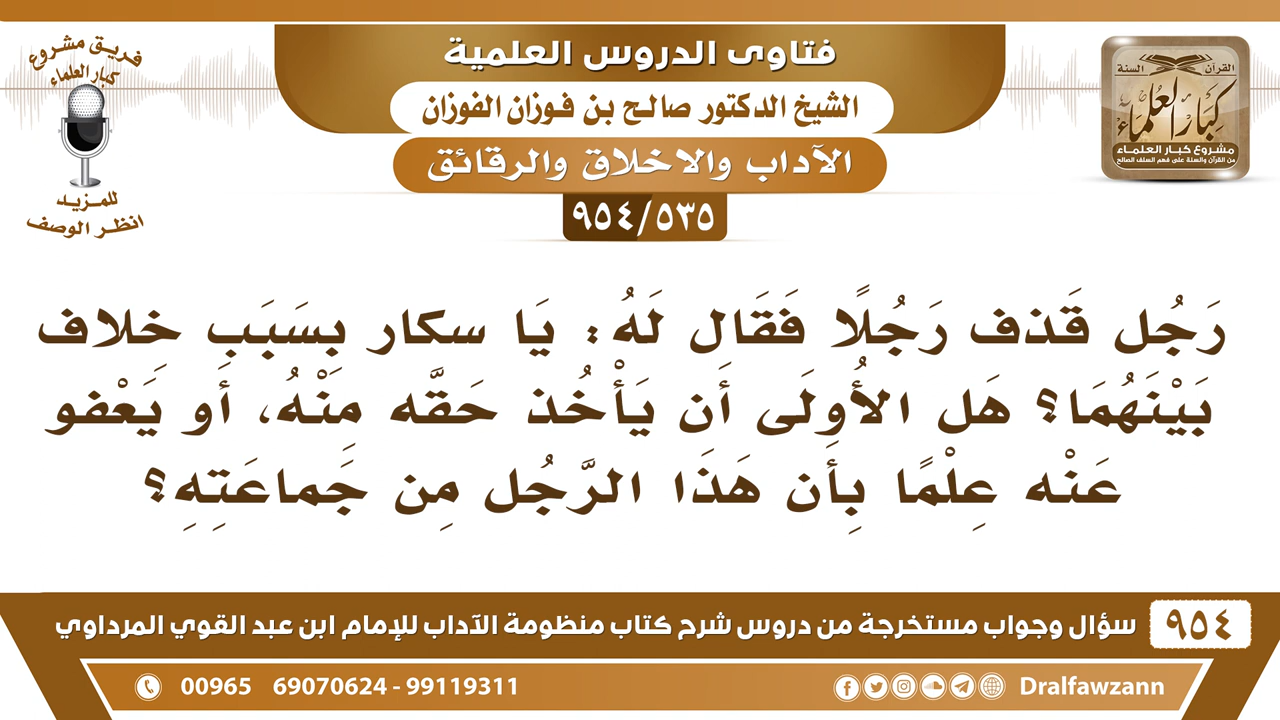 فريق مشروع
كبار العلماء
للمزيد
انظر الوصف
فتاوى الدروس العلمية
الشيخ الدكتور صالح بن فوزان الفوزان
الآداب والاخلاق والرقائق
٩٥٤/٥٣٥
القرآن السنة
كبار العلماء
مشروع كبار العلماء
من القرآن والسنة على فهم السلف الصالح
رَجُل قَذف رَجُلًا فَقَال لَهُ: يَا سكار بِسَبَبِ خلاف
بَيْنَهُمَا؟ هَل الأُولَى أَن يَأْخُذ حَقَّه مَنْهُ، أَو يَعْفو
عَنْه عِلْمًا بِأَن هَذَا الرَّجُل مِن جَماعَتِهِ؟
٩٥٤ سؤال وجواب مستخرجة من دروس شرح كتاب منظومة الآداب للإمام ابن عبد القوي المرداوي
00965 69070624 - 99119311
Dralfawzann